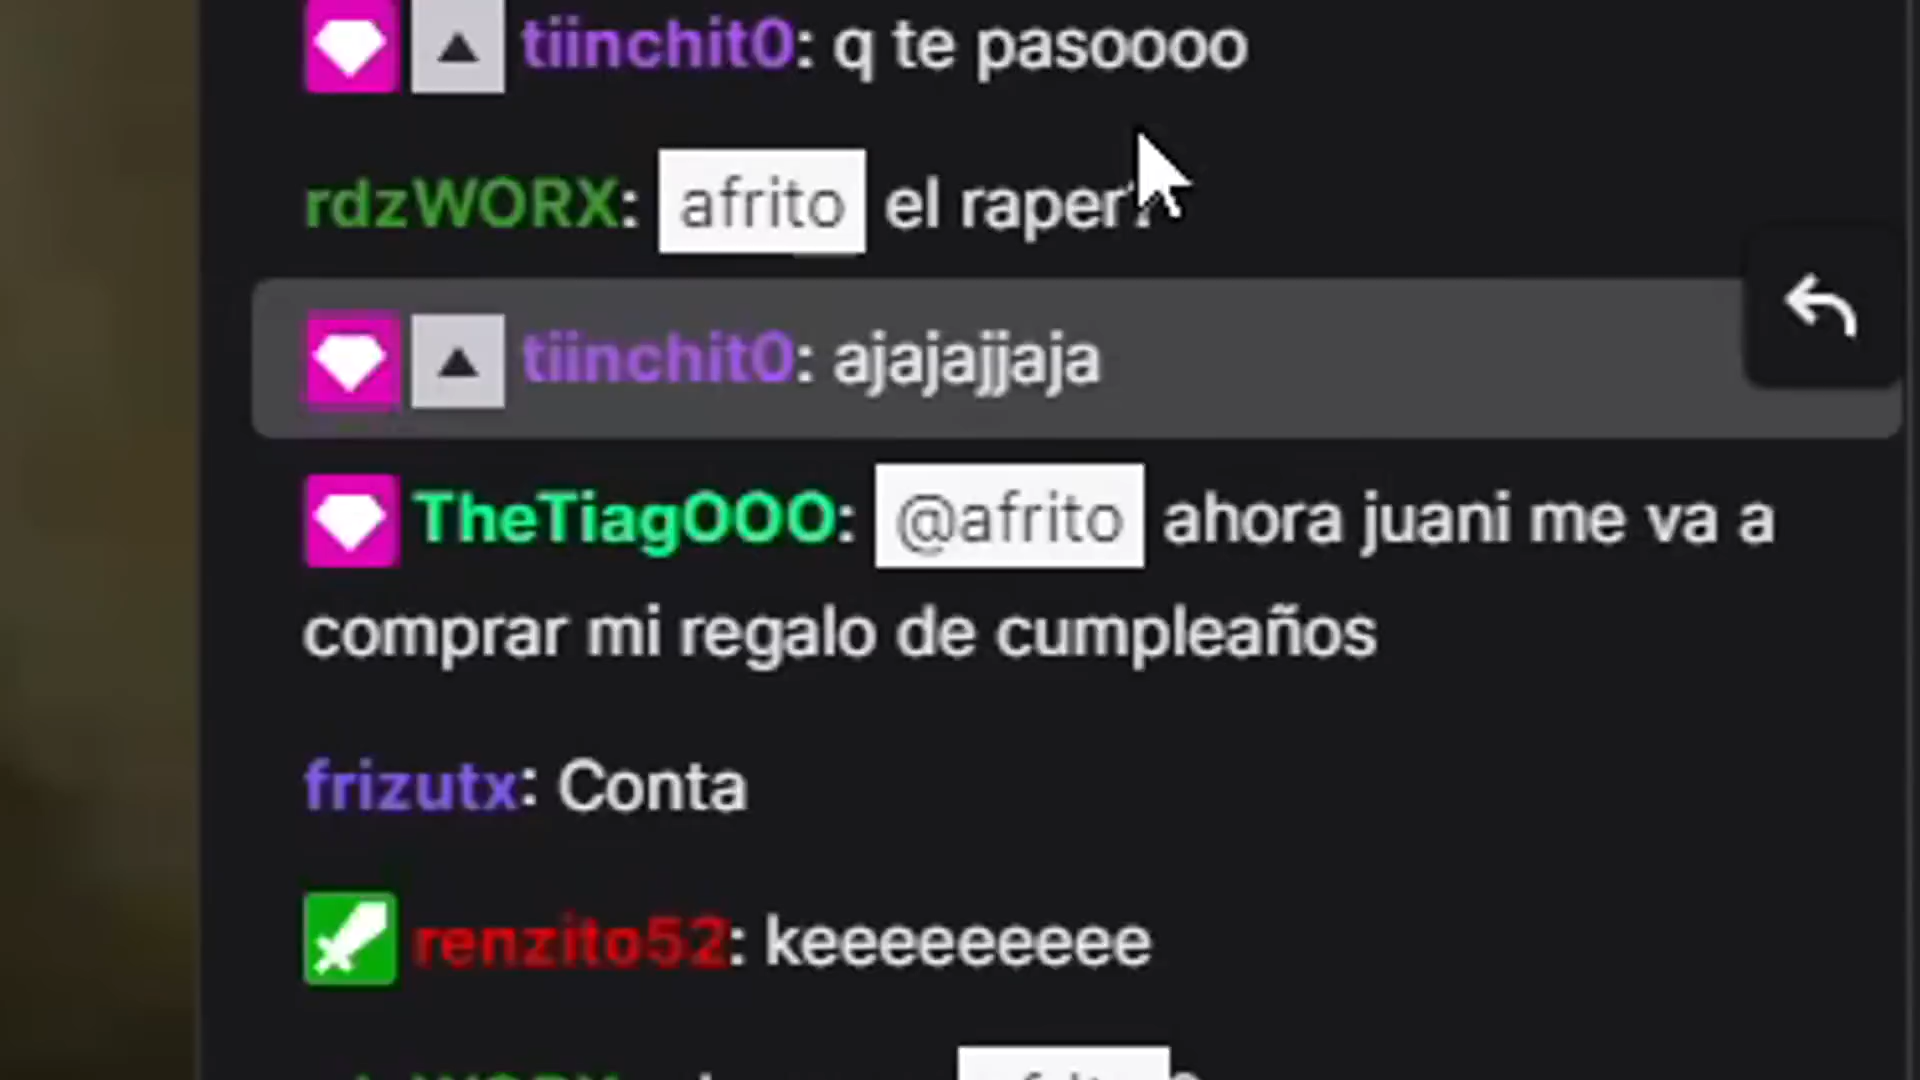 tiinchit0: q te pasoooo
rdzWORX: afrito el raper?
tiinchit0: ajajajjaja
TheTiagOOO: @afrito ahora juani me va a
comprar mi regalo de cumpleaños
frizutx: Conta
renzito52: keeeeeeeee